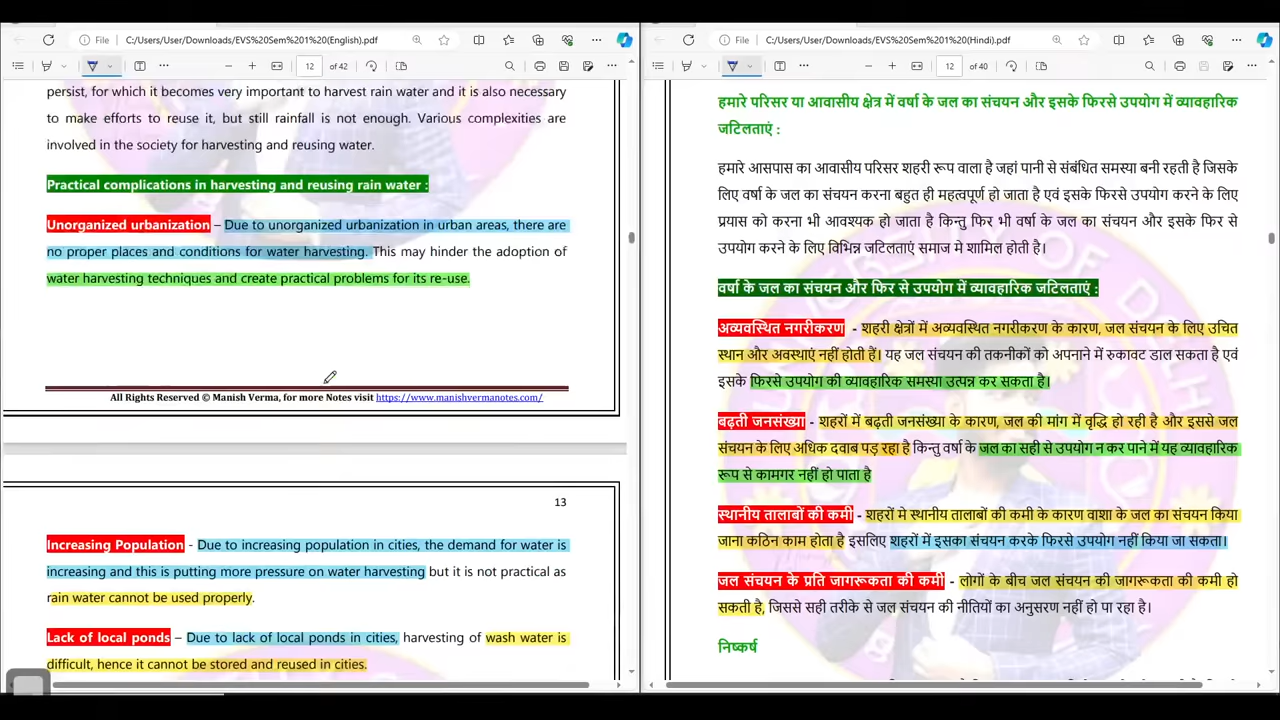 File C:/Users/User/Downloads/EVS%20Sem%201%20(English).pdf
12 of 42
persist, for which it becomes very important to harvest rain water and it is also necessary
to make efforts to reuse it, but still rainfall is not enough. Various complexities are
involved in the society for harvesting and reusing water.
Practical complications in harvesting and reusing rain water :
Unorganized urbanization – Due to unorganized urbanization in urban areas, there are
no proper places and conditions for water harvesting. This may hinder the adoption of
water harvesting techniques and create practical problems for its re-use.
All Rights Reserved © Manish Verma, for more Notes visit https://www.manishvermanotes.com/
13
Increasing Population - Due to increasing population in cities, the demand for water is
increasing and this is putting more pressure on water harvesting but it is not practical as
rain water cannot be used properly.
Lack of local ponds – Due to lack of local ponds in cities, harvesting of wash water is
difficult, hence it cannot be stored and reused in cities.
File C:/Users/User/Downloads/EVS%20Sem%201%20(Hindi).pdf
12 of 40
हमारे परिसर या आवासीय क्षेत्र में वर्षा के जल का संचयन और इसके फिरसे उपयोग में व्यावहारिक
जटिलताएं :
हमारे आसपास का आवासीय परिसर शहरी रूप वाला है जहां पानी से संबंधित समस्या बनी रहती है जिसके
लिए वर्षा के जल का संचयन करना बहुत ही महत्वपूर्ण हो जाता है एवं इसके फिरसे उपयोग करने के लिए
प्रयास को करना भी आवश्यक हो जाता है किन्तु फिर भी वर्षा के जल का संचयन और इसके फिर से
उपयोग करने के लिए विभिन्न जटिलताएं समाज मे शामिल होती है।
वर्षा के जल का संचयन और फिर से उपयोग में व्यावहारिक जटिलताएं :
अव्यवस्थित नगरीकरण - शहरी क्षेत्रों में अव्यवस्थित नगरीकरण के कारण, जल संचयन के लिए उचित
स्थान और अवस्थाएं नहीं होती हैं। यह जल संचयन की तकनीकों को अपनाने में रुकावट डाल सकता है एवं
इसके फिरसे उपयोग की व्यावहारिक समस्या उत्पन्न कर सकता है।
बढ़ती जनसंख्या - शहरों में बढ़ती जनसंख्या के कारण, जल की मांग में वृद्धि हो रही है और इससे जल
संचयन के लिए अधिक दवाब पड़ रहा है किन्तु वर्षा के जल का सही से उपयोग न कर पाने में यह व्यावहारिक
रूप से कामगर नहीं हो पाता है
स्थानीय तालाबों की कमी - शहरों मे स्थानीय तालाबों की कमी के कारण वाशा के जल का संचयन किया
जाना कठिन काम होता है इसलिए शहरों में इसका संचयन करके फिरसे उपयोग नहीं किया जा सकता।
जल संचयन के प्रति जागरूकता की कमी - लोगों के बीच जल संचयन की जागरूकता की कमी हो
सकती है, जिससे सही तरीके से जल संचयन की नीतियों का अनुसरण नहीं हो पा रहा है।
निष्कर्ष